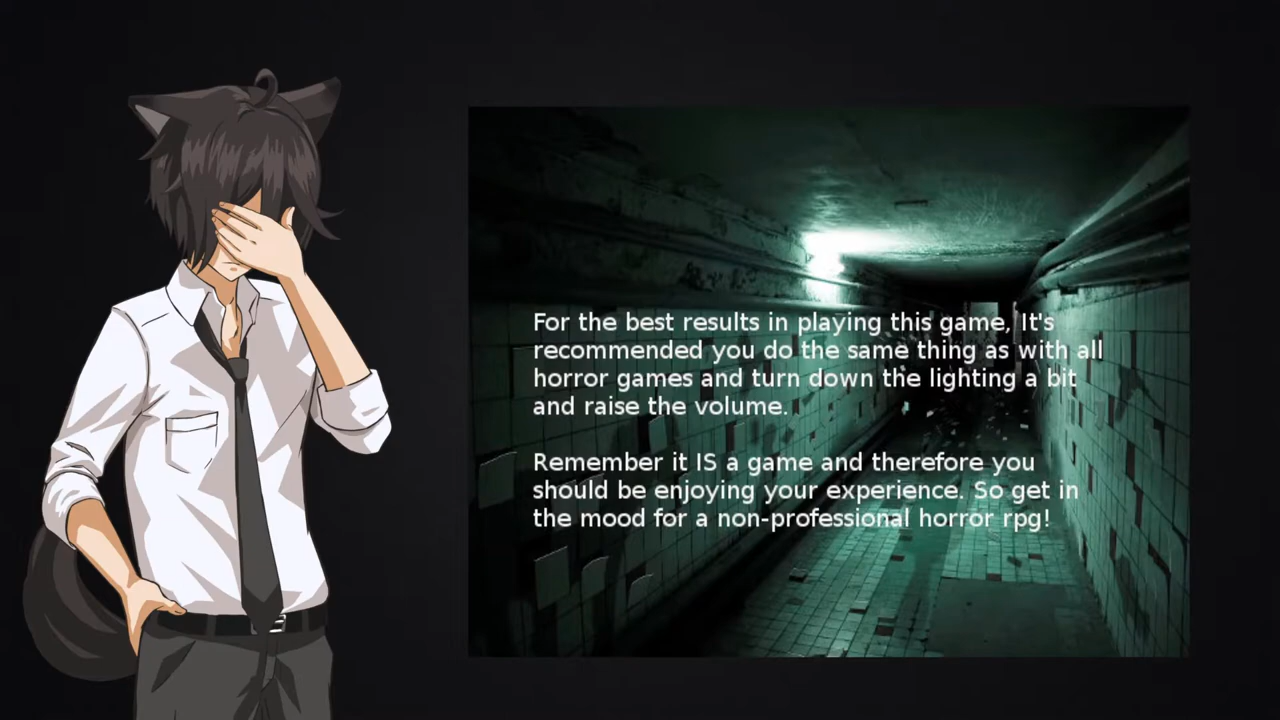 For the best results in playing this game, It's
recommended you do the same thing as with all
horror games and turn down the lighting a bit
and raise the volume.
Remember it IS a game and therefore you
should be enjoying your experience. So get in
the mood for a non-professional horror rpg!